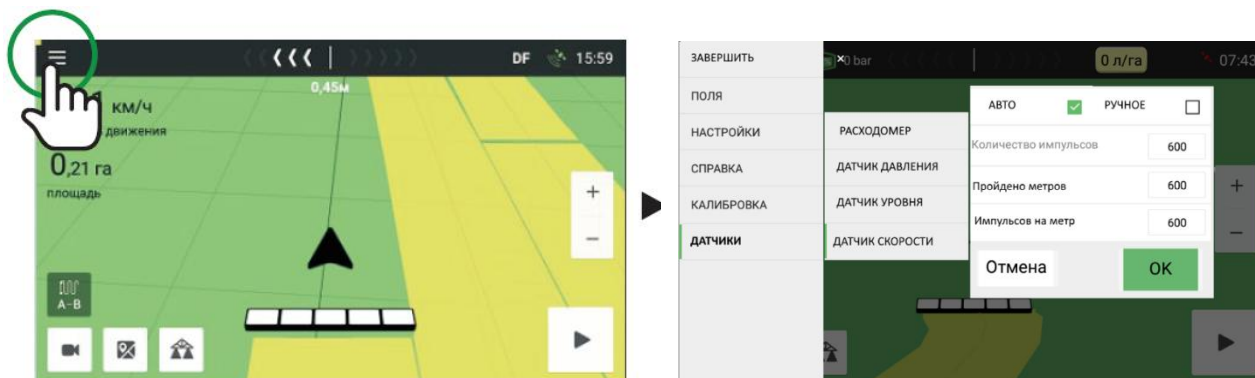 DF 15:59
0,45м
км/ч
движения
0,21 га
площадь
+
−
A-B
ЗАВЕРШИТЬ
ПОЛЯ
НАСТРОЙКИ
СПРАВКА
КАЛИБРОВКА
ДАТЧИКИ
РАСХОДОМЕР
ДАТЧИК ДАВЛЕНИЯ
ДАТЧИК УРОВНЯ
ДАТЧИК СКОРОСТИ
0 bar 0 л/га 07:43
АВТО РУЧНОЕ
Количество импульсов 600
Пройдено метров 600
Импульсов на метр 600
Отмена OK
+
−